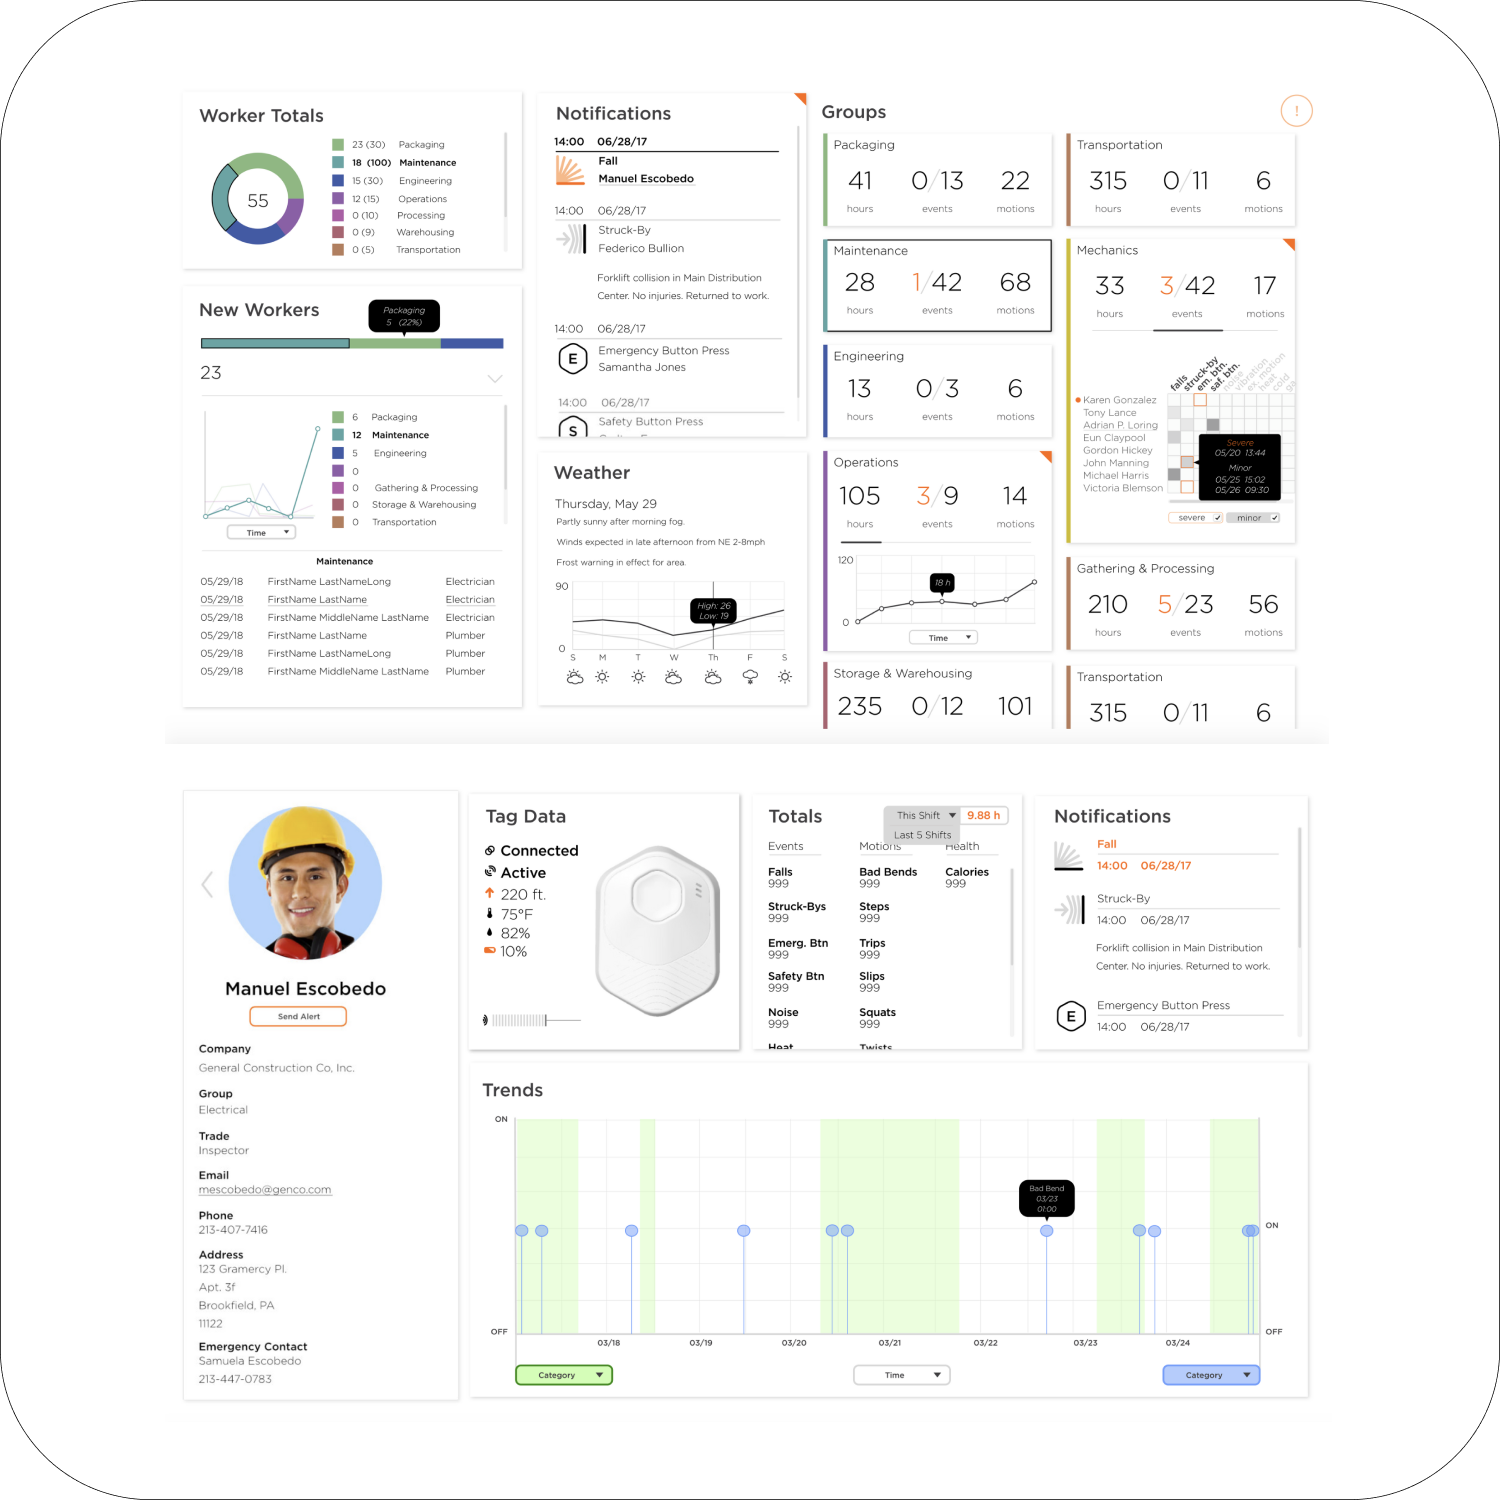 Worker Totals
55
23 (30) Packaging
18 (100) Maintenance
15 (30) Engineering
12 (15) Operations
0 (10) Processing
0 (9) Warehousing
0 (5) Transportation
New Workers
Packaging
5 (22%)
23
6 Packaging
12 Maintenance
5 Engineering
0
0 Gathering & Processing
0 Storage & Warehousing
0 Transportation
Time
Maintenance
05/29/18 FirstName LastNameLong Electrician
05/29/18 FirstName LastName Electrician
05/29/18 FirstName MiddleName LastName Electrician
05/29/18 FirstName LastName Plumber
05/29/18 FirstName LastNameLong Plumber
05/29/18 FirstName MiddleName LastName Plumber
Notifications
14:00 06/28/17
Fall
Manuel Escobedo
14:00 06/28/17
Struck-By
Federico Bullion
Forklift collision in Main Distribution
Center. No injuries. Returned to work.
14:00 06/28/17
E
Emergency Button Press
Samantha Jones
14:00 06/28/17
S
Safety Button Press
Weather
Thursday, May 29
Partly sunny after morning fog.
Winds expected in late afternoon from NE 2-8mph
Frost warning in effect for area.
90
High: 26
Low: 19
0
S M T W Th F S
Groups
!
Packaging
41 0/13 22
hours events motions
Maintenance
28 1/42 68
hours events motions
Engineering
13 0/3 6
hours events motions
Operations
105 3/9 14
hours events motions
120
18 h
0
Time
Storage & Warehousing
235 0/12 101
Transportation
315 0/11 6
hours events motions
Mechanics
33 3/42 17
hours events motions
falls struck-by em. btn. saf. btn. noise vibration ex. motion heat cold
Karen Gonzalez
Tony Lance
Adrian P. Loring
Eun Claypool
Gordon Hickey
John Manning
Michael Harris
Victoria Blemson
Severe
05/20 13:44
Minor
05/25 15:02
05/26 09:30
severe minor
Gathering & Processing
210 5/23 56
hours events motions
Transportation
315 0/11 6
Manuel Escobedo
Send Alert
Company
General Construction Co, Inc.
Group
Electrical
Trade
Inspector
Email
mescobedo@genco.com
Phone
213-407-7416
Address
123 Gramercy Pl.
Apt. 3f
Brookfield, PA
11122
Emergency Contact
Samuela Escobedo
213-447-0783
Tag Data
Connected
Active
220 ft.
75°F
82%
10%
Totals
This Shift 9.88 h
Last 5 Shifts
Events Motions Health
Falls Bad Bends Calories
999 999 999
Struck-Bys Steps
999 999
Emerg. Btn Trips
999 999
Safety Btn Slips
999 999
Noise Squats
999 999
Heat Twists
Notifications
Fall
14:00 06/28/17
Struck-By
14:00 06/28/17
Forklift collision in Main Distribution
Center. No injuries. Returned to work.
E
Emergency Button Press
14:00 06/28/17
Trends
ON
Bad Bend
03/23
01:00
ON
OFF
OFF
03/18 03/19 03/20 03/21 03/22 03/23 03/24
Category Time Category